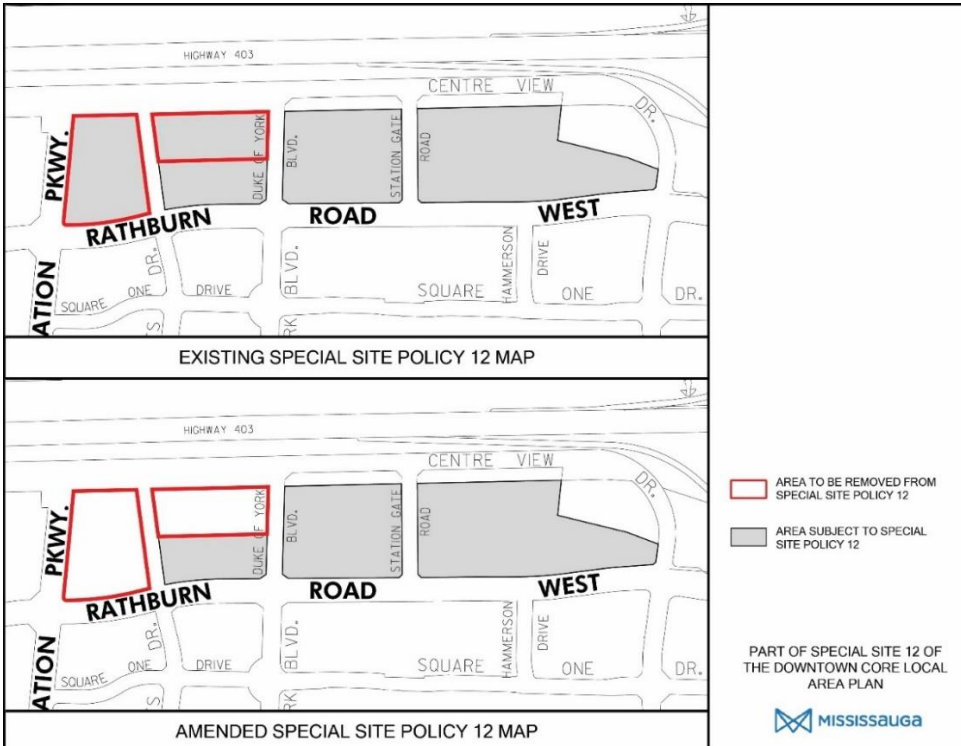 HIGHWAY 403
CENTRE VIEW
DR.
PKWY.
DUKE OF YORK
BLVD.
STATION GATE
ROAD
RATHBURN
ROAD
WEST
ATION
SQUARE ONE DRIVE
DR.
BLVD.
SQUARE
HAMMERSON
DRIVE
ONE
DR.
TS
RK
EXISTING SPECIAL SITE POLICY 12 MAP
HIGHWAY 403
CENTRE VIEW
DR.
PKWY.
DUKE OF YORK
BLVD.
STATION GATE
ROAD
RATHBURN
ROAD
WEST
ATION
SQUARE ONE DRIVE
DR.
BLVD.
SQUARE
HAMMERSON
DRIVE
ONE
DR.
RK
AMENDED SPECIAL SITE POLICY 12 MAP
AREA TO BE REMOVED FROM
SPECIAL SITE POLICY 12
AREA SUBJECT TO SPECIAL
SITE POLICY 12
PART OF SPECIAL SITE 12 OF
THE DOWNTOWN CORE LOCAL
AREA PLAN
MISSISSAUGA